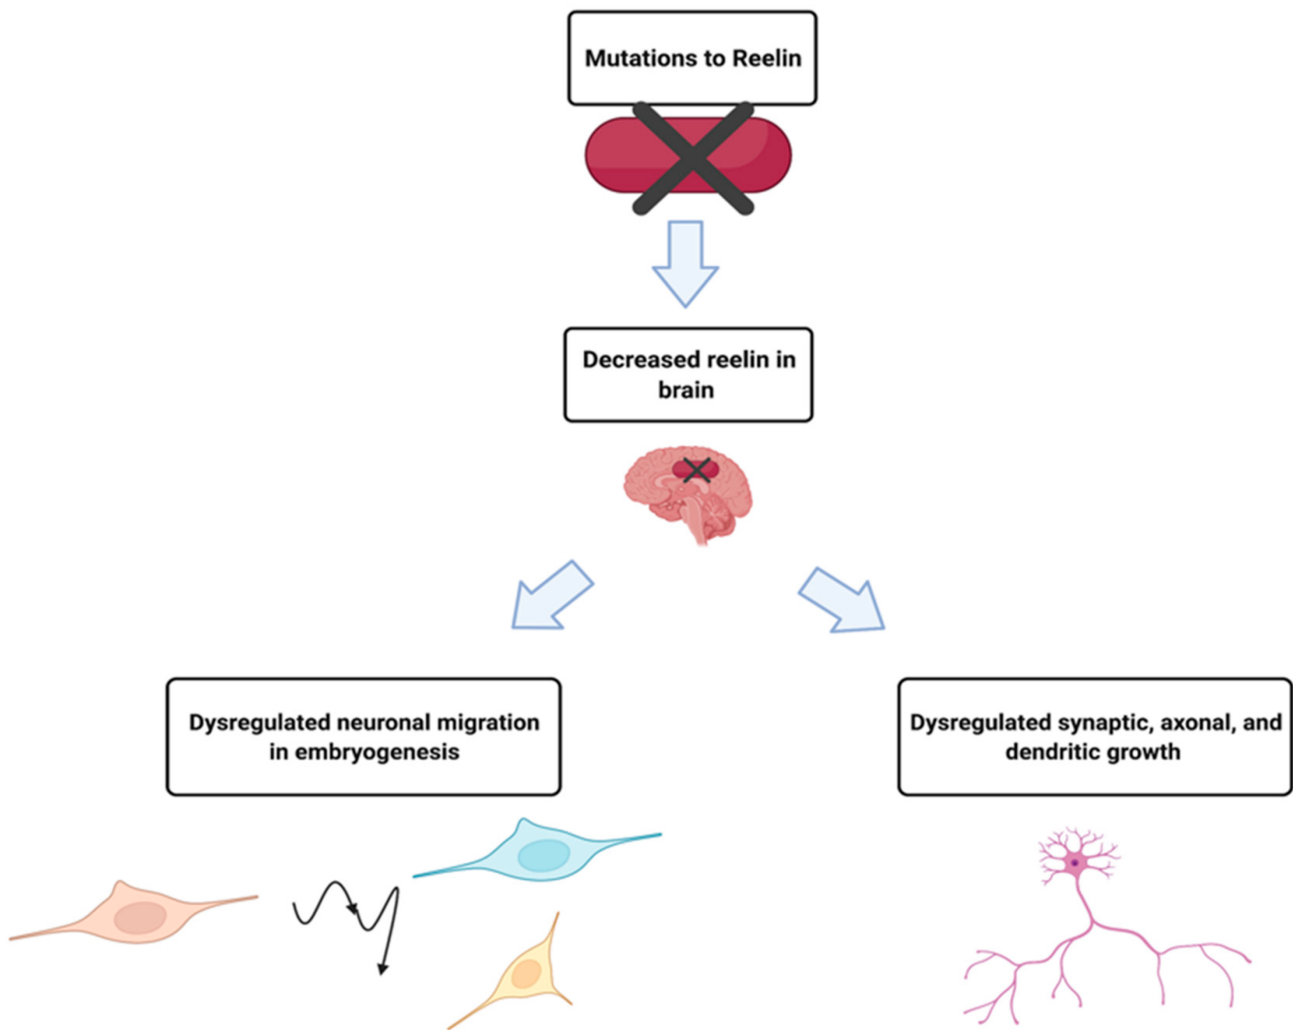 Mutations to Reelin
Decreased reelin in
brain
Dysregulated neuronal migration
in embryogenesis
Dysregulated synaptic, axonal, and
dendritic growth